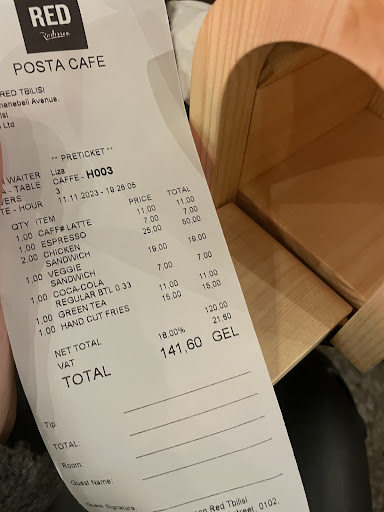 RED
Radisson
POSTA CAFE
RED TBILISI
Avenue.
Ltd
** PRETICKET **
WAITER Liza
- TABLE CAFFE - H003
3
- HOUR 11.11.2023 - 19:26:05
QTY ITEM PRICE TOTAL
1,00 CAFF# LATTE 11,00 11,00
1,00 ESPRESSO 7,00 7,00
2,00 CHICKEN SANDWICH 25,00 50,00
1,00 VEGGIE SANDWICH 19,00 19,00
1,00 COCA-COLA REGULAR BTL 0.33 7,00 7,00
1,00 GREEN TEA 11,00 11,00
1,00 HAND CUT FRIES 15,00 15,00
NET TOTAL 120,00
VAT 18,00% 21,60
TOTAL 141,60 GEL
Tip:
TOTAL:
Room:
Guest Name:
Guest Signature:
Red Tbilisi
street, 0102.